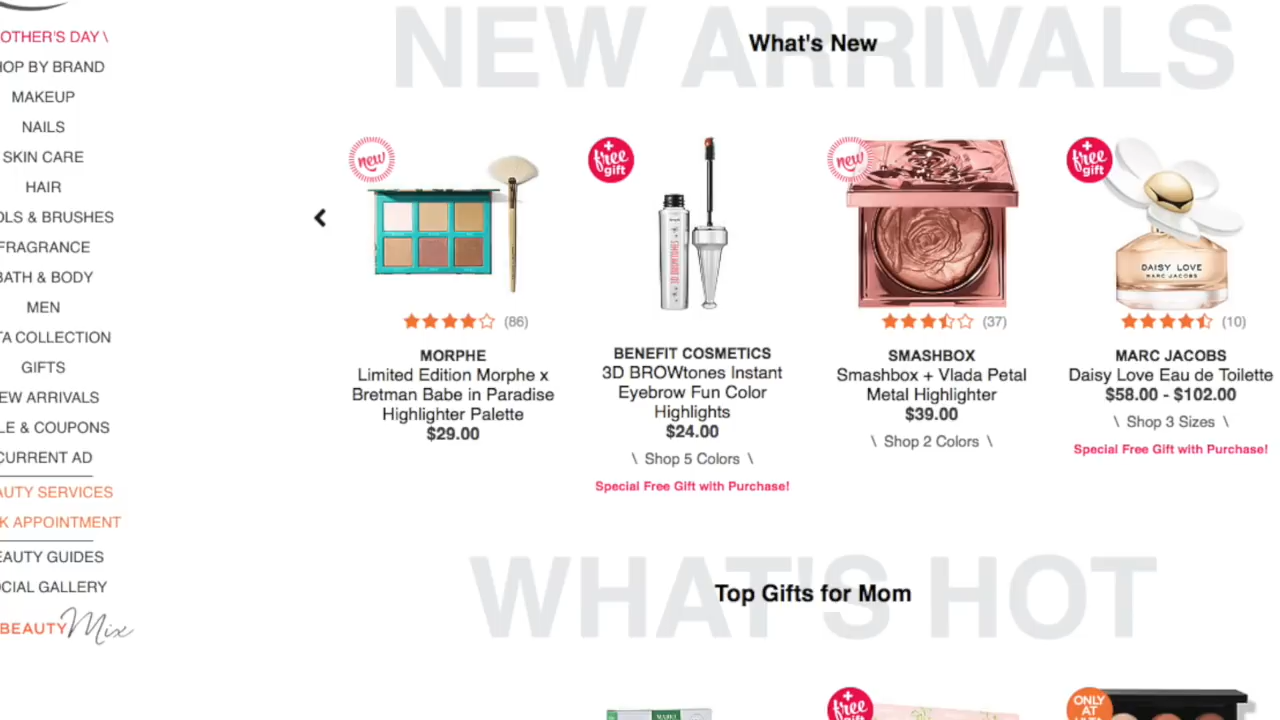 OTHER'S DAY \
HOP BY BRAND
MAKEUP
NAILS
SKIN CARE
HAIR
OLS & BRUSHES
FRAGRANCE
BATH & BODY
MEN
TA COLLECTION
GIFTS
EW ARRIVALS
LE & COUPONS
CURRENT AD
AUTY SERVICES
K APPOINTMENT
EAUTY GUIDES
OCIAL GALLERY
BEAUTY Mix
NEW ARRIVALS
What's New
new
★★★★☆ (86)
MORPHE
Limited Edition Morphe x
Bretman Babe in Paradise
Highlighter Palette
$29.00
+
free
gift
3D BROWTONES
BENEFIT COSMETICS
3D BROWtones Instant
Eyebrow Fun Color
Highlights
$24.00
\ Shop 5 Colors \
Special Free Gift with Purchase!
new
(37)
SMASHBOX
Smashbox + Vlada Petal
Metal Highlighter
$39.00
\ Shop 2 Colors \
+
free
gift
DAISY LOVE
MARC JACOBS
(10)
MARC JACOBS
Daisy Love Eau de Toilette
$58.00 - $102.00
\ Shop 3 Sizes \
Special Free Gift with Purchase!
WHAT'S HOT
Top Gifts for Mom
+
free
ONLY
AT